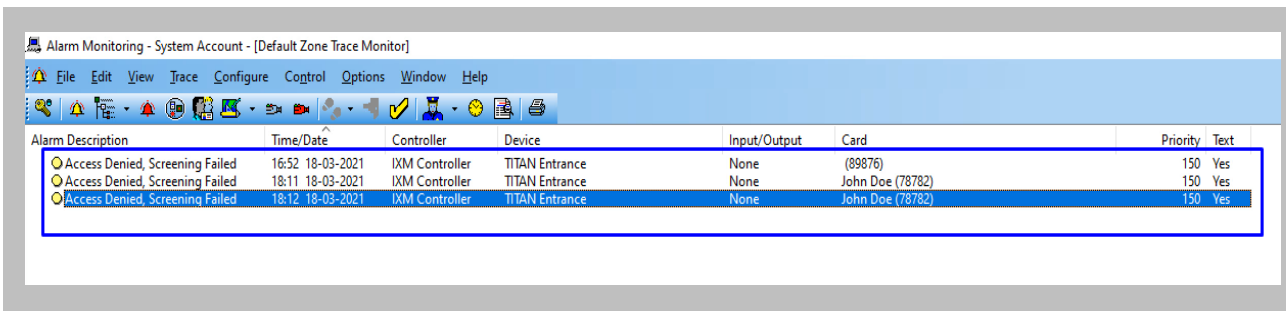 Alarm Monitoring - System Account - [Default Zone Trace Monitor]
File Edit View Trace Configure Control Options Window Help
Alarm Description Time/Date Controller Device Input/Output Card Priority Text
Access Denied, Screening Failed 16:52 18-03-2021 IXM Controller TITAN Entrance None (89876) 150 Yes
Access Denied, Screening Failed 18:11 18-03-2021 IXM Controller TITAN Entrance None John Doe (78782) 150 Yes
Access Denied, Screening Failed 18:12 18-03-2021 IXM Controller TITAN Entrance None John Doe (78782) 150 Yes